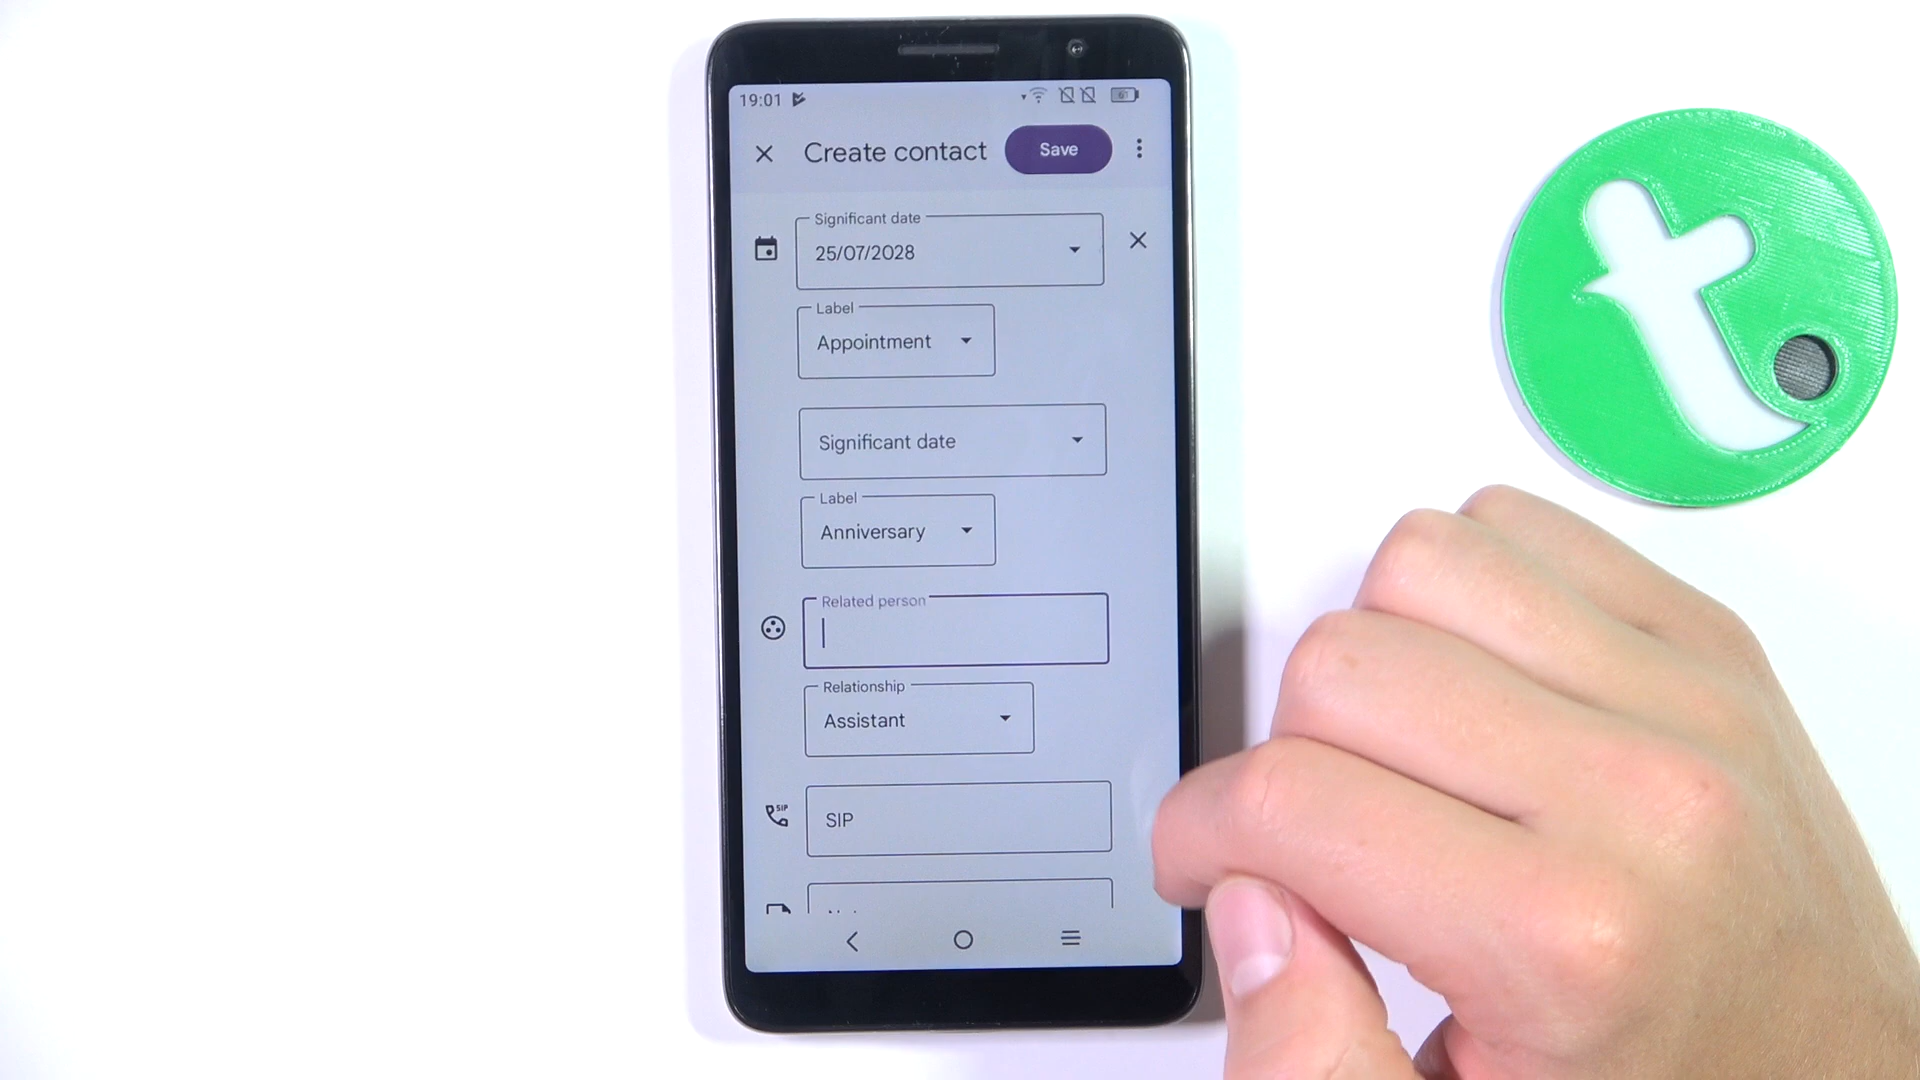 19:01
Create contact
Save
Significant date
25/07/2028
Label
Appointment
Significant date
Label
Anniversary
Related person
Relationship
Assistant
SIP
SIP
t